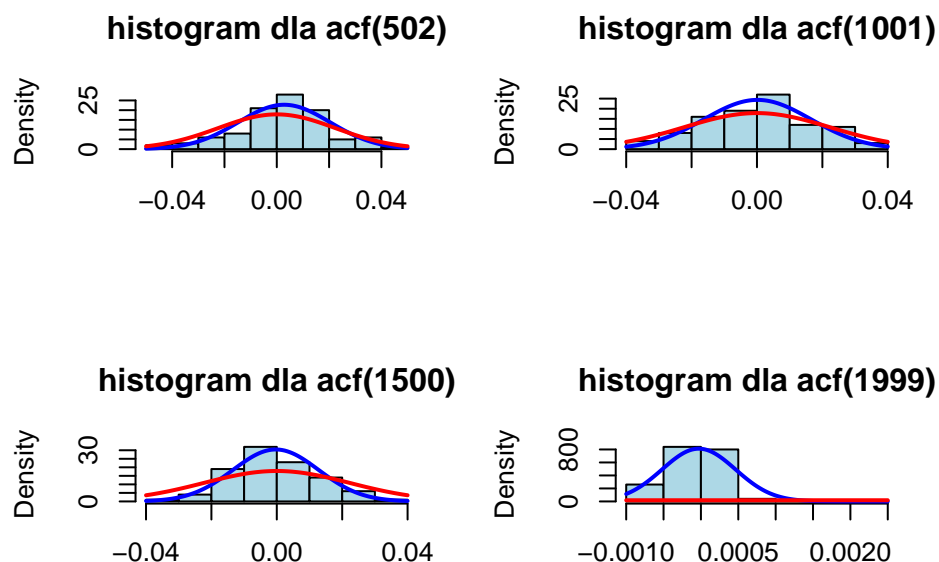 histogram dla acf(502)
Density
0
25
−0.04
0.00
0.04
histogram dla acf(1001)
Density
0
25
−0.04
0.00
0.04
histogram dla acf(1500)
Density
0
30
−0.04
0.00
0.04
histogram dla acf(1999)
Density
0
800
−0.0010
0.0005
0.0020